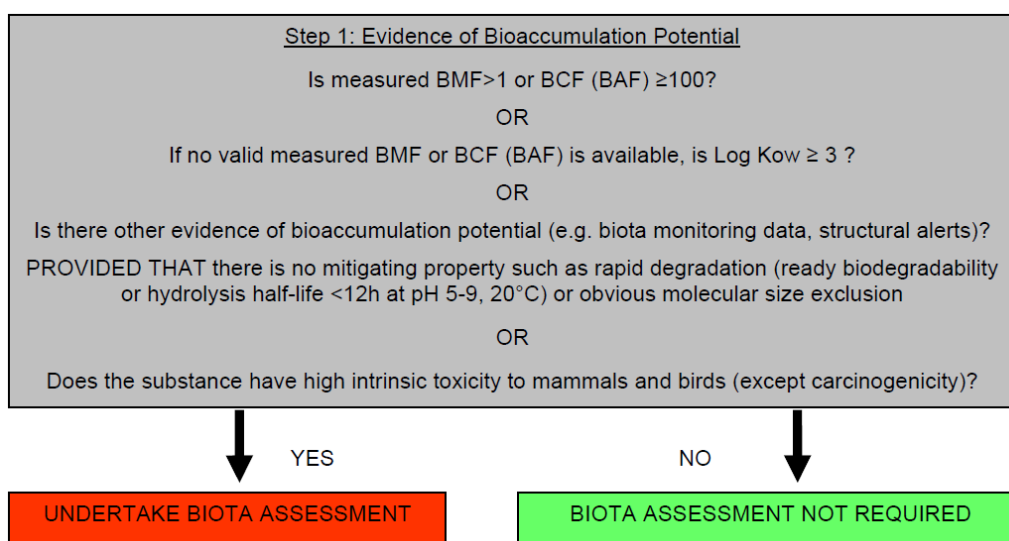 Step 1: Evidence of Bioaccumulation Potential
Is measured BMF>1 or BCF (BAF) ≥100?
OR
If no valid measured BMF or BCF (BAF) is available, is Log Kow ≥ 3 ?
OR
Is there other evidence of bioaccumulation potential (e.g. biota monitoring data, structural alerts)?
PROVIDED THAT there is no mitigating property such as rapid degradation (ready biodegradability
or hydrolysis half-life <12h at pH 5-9, 20°C) or obvious molecular size exclusion
OR
Does the substance have high intrinsic toxicity to mammals and birds (except carcinogenicity)?
YES
NO
UNDERTAKE BIOTA ASSESSMENT
BIOTA ASSESSMENT NOT REQUIRED